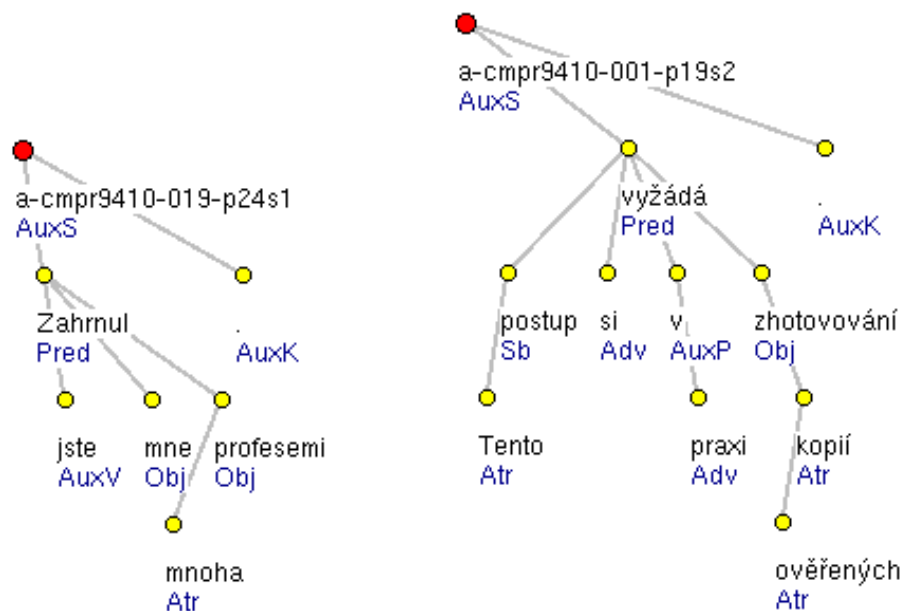 a-cmpr9410-019-p24s1
AuxS
Zahrnul .
Pred AuxK
jste mne profesemi
AuxV Obj Obj
mnoha
Atr
a-cmpr9410-001-p19s2
AuxS
vyžádá .
Pred AuxK
postup si v zhotovování
Sb Adv AuxP Obj
Tento praxi kopií
Atr Adv Atr
ověřených
Atr